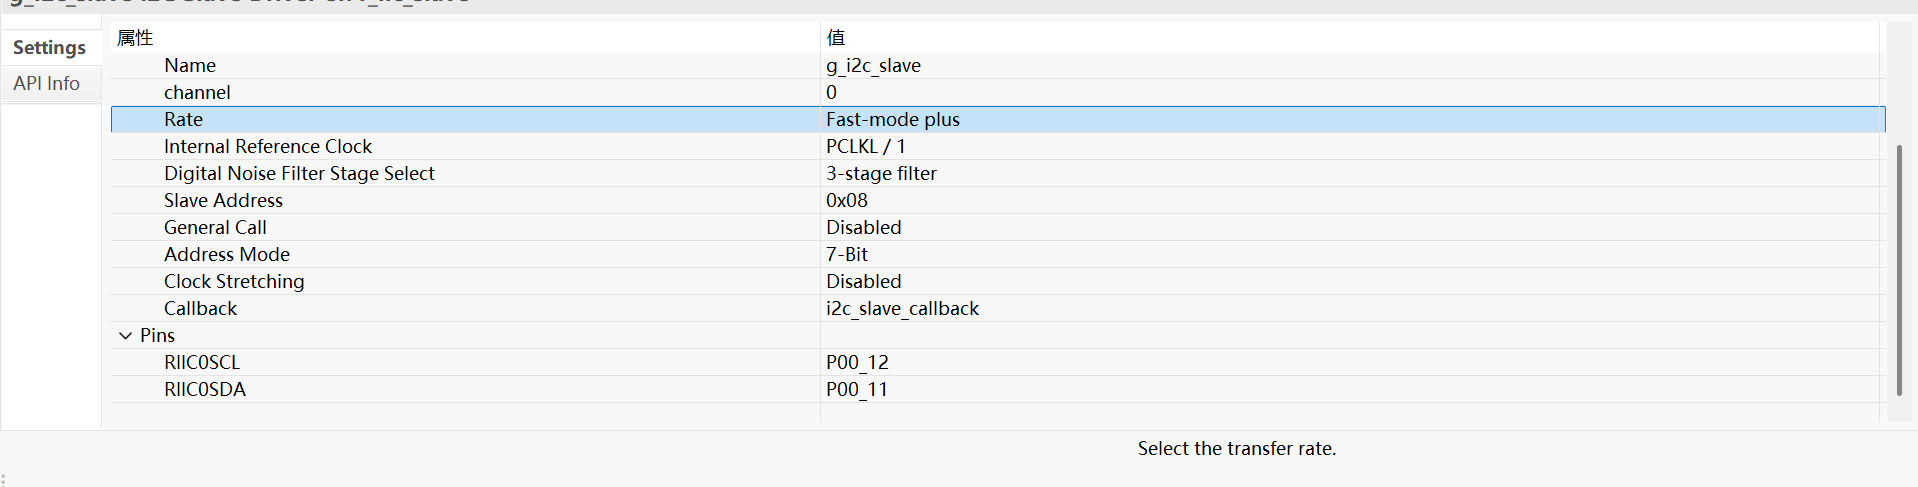 Settings
API Info
属性 值
Name g_i2c_slave
channel 0
Rate Fast-mode plus
Internal Reference Clock PCLKL / 1
Digital Noise Filter Stage Select 3-stage filter
Slave Address 0x08
General Call Disabled
Address Mode 7-Bit
Clock Stretching Disabled
Callback i2c_slave_callback
Pins
RIIC0SCL P00_12
RIIC0SDA P00_11
Select the transfer rate.